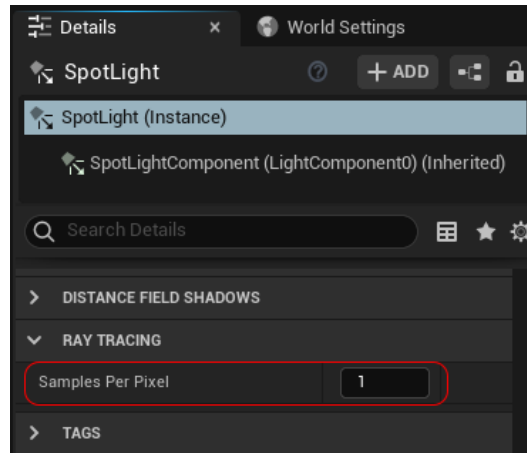 Details
World Settings
SpotLight
+ ADD
SpotLight (Instance)
SpotLightComponent (LightComponent0) (Inherited)
Search Details
DISTANCE FIELD SHADOWS
RAY TRACING
Samples Per Pixel
1
TAGS